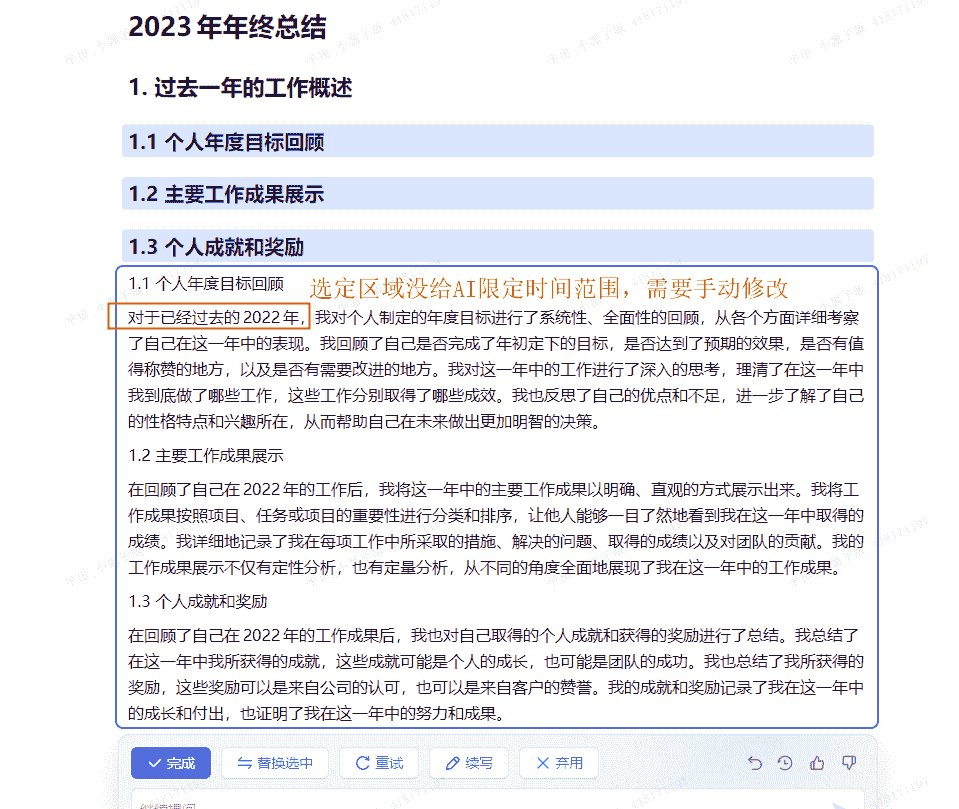 2023年年终总结
1. 过去一年的工作概述
1.1 个人年度目标回顾
1.2 主要工作成果展示
1.3 个人成就和奖励
1.1 个人年度目标回顾
选定区域没给AI限定时间范围，需要手动修改
对于已经过去的2022年，我对个人制定的年度目标进行了系统性、全面性的回顾，从各个方面详细考察
了自己在这一年中的表现。我回顾了自己是否完成了年初定下的目标，是否达到了预期的效果，是否有值
得称赞的地方，以及是否有需要改进的地方。我对这一年中的工作进行了深入的思考，理清了在这一年中
我到底做了哪些工作，这些工作分别取得了哪些成效。我也反思了自己的优点和不足，进一步了解了自己
的性格特点和兴趣所在，从而帮助自己在未来做出更加明智的决策。
1.2 主要工作成果展示
在回顾了自己在2022年的工作后，我将这一年中的主要工作成果以明确、直观的方式展示出来。我将工
作成果按照项目、任务或项目的重要性进行分类和排序，让他人能够一目了然地看到我在这一年中取得的
成绩。我详细地记录了我在每项工作中所采取的措施、解决的问题、取得的成绩以及对团队的贡献。我的
工作成果展示不仅有定性分析，也有定量分析，从不同的角度全面地展现了我在这一年中的工作成果。
1.3 个人成就和奖励
在回顾了自己在2022年的工作成果后，我也对自己取得的个人成就和获得的奖励进行了总结。我总结了
在这一年中我所获得的成就，这些成就可能是个人的成长，也可能是团队的成功。我也总结了我所获得的
奖励，这些奖励可以是来自公司的认可，也可以是来自客户的赞誉。我的成就和奖励记录了我在这一年中
的成长和付出，也证明了我在这一年中的努力和成果。
完成 替换选中 重试 续写 弃用